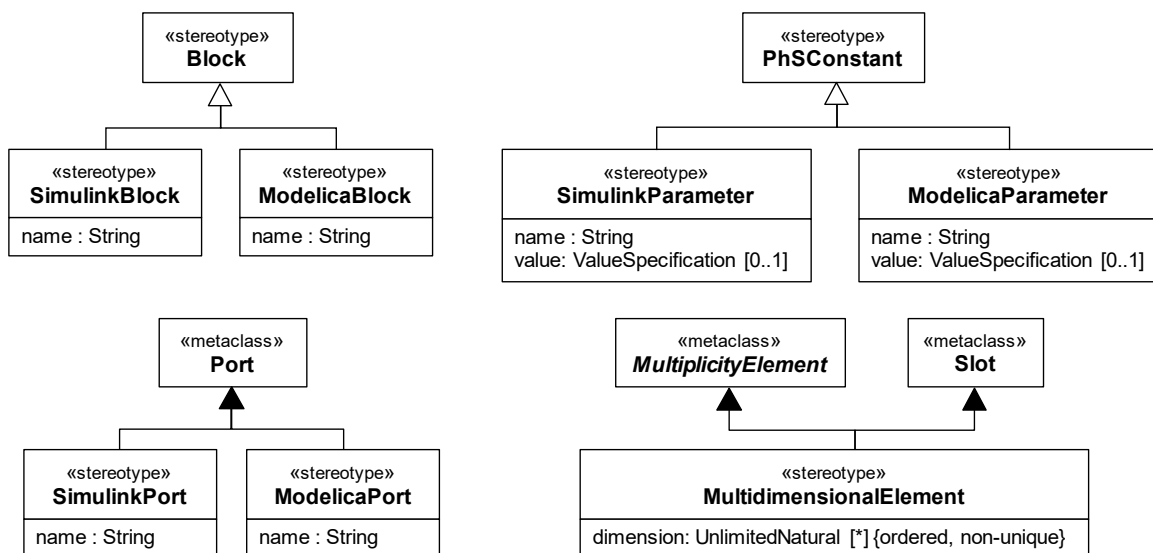 «stereotype»
Block
«stereotype»
SimulinkBlock
name : String
«stereotype»
ModelicaBlock
name : String
«stereotype»
PhSConstant
«stereotype»
SimulinkParameter
name : String
value: ValueSpecification [0..1]
«stereotype»
ModelicaParameter
name : String
value: ValueSpecification [0..1]
«metaclass»
Port
«stereotype»
SimulinkPort
name : String
«stereotype»
ModelicaPort
name : String
«metaclass»
MultiplicityElement
«metaclass»
Slot
«stereotype»
MultidimensionalElement
dimension: UnlimitedNatural [*] {ordered, non-unique}